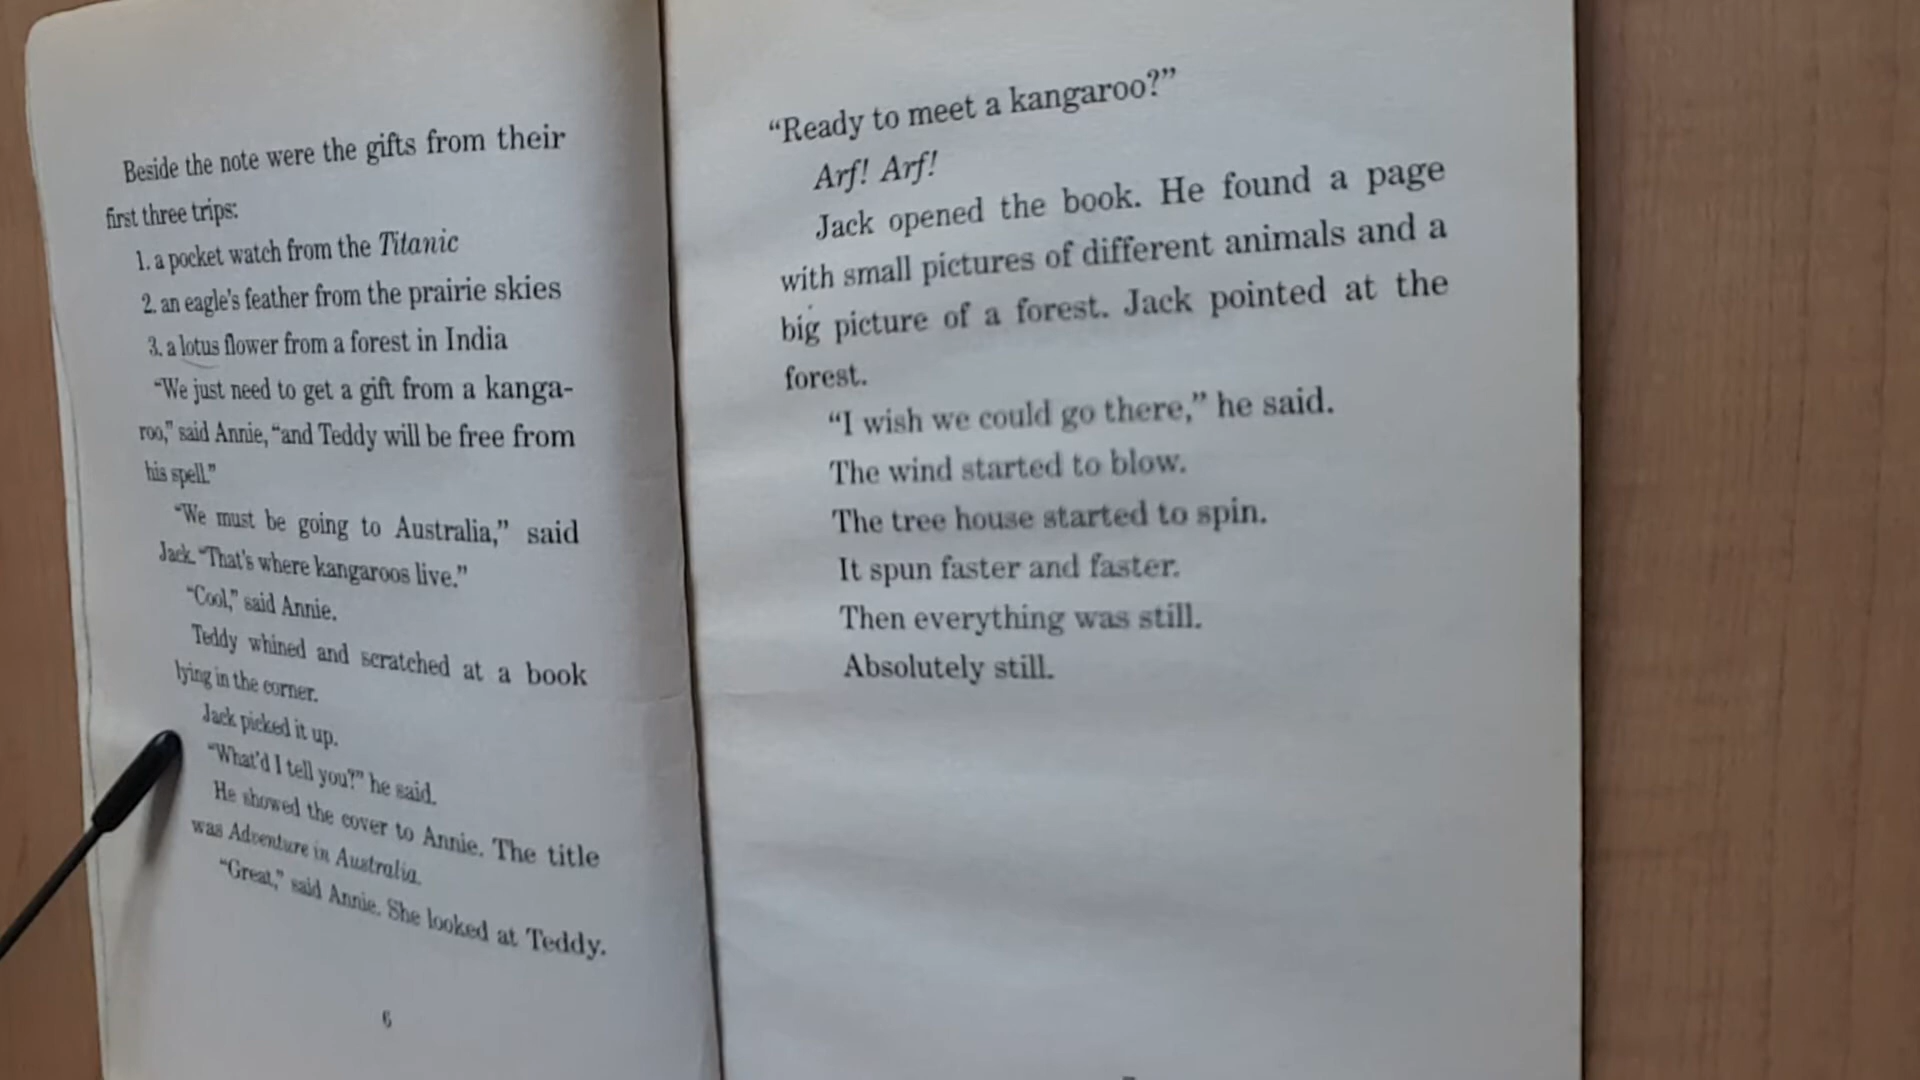 Beside the note were the gifts from their
first three trips:
1. a pocket watch from the Titanic
2. an eagle's feather from the prairie skies
3. a lotus flower from a forest in India
“We just need to get a gift from a kanga-
roo,” said Annie, “and Teddy will be free from
his spell.”
“We must be going to Australia,” said
Jack. “That's where kangaroos live.”
“Cool,” said Annie.
Teddy whined and scratched at a book
lying in the corner.
Jack picked it up.
“What'd I tell you?” he said.
He showed the cover to Annie. The title
was Adventure in Australia.
“Great,” said Annie. She looked at Teddy.
6
“Ready to meet a kangaroo?”
Arf! Arf!
Jack opened the book. He found a page
with small pictures of different animals and a
big picture of a forest. Jack pointed at the
forest.
“I wish we could go there,” he said.
The wind started to blow.
The tree house started to spin.
It spun faster and faster.
Then everything was still.
Absolutely still.